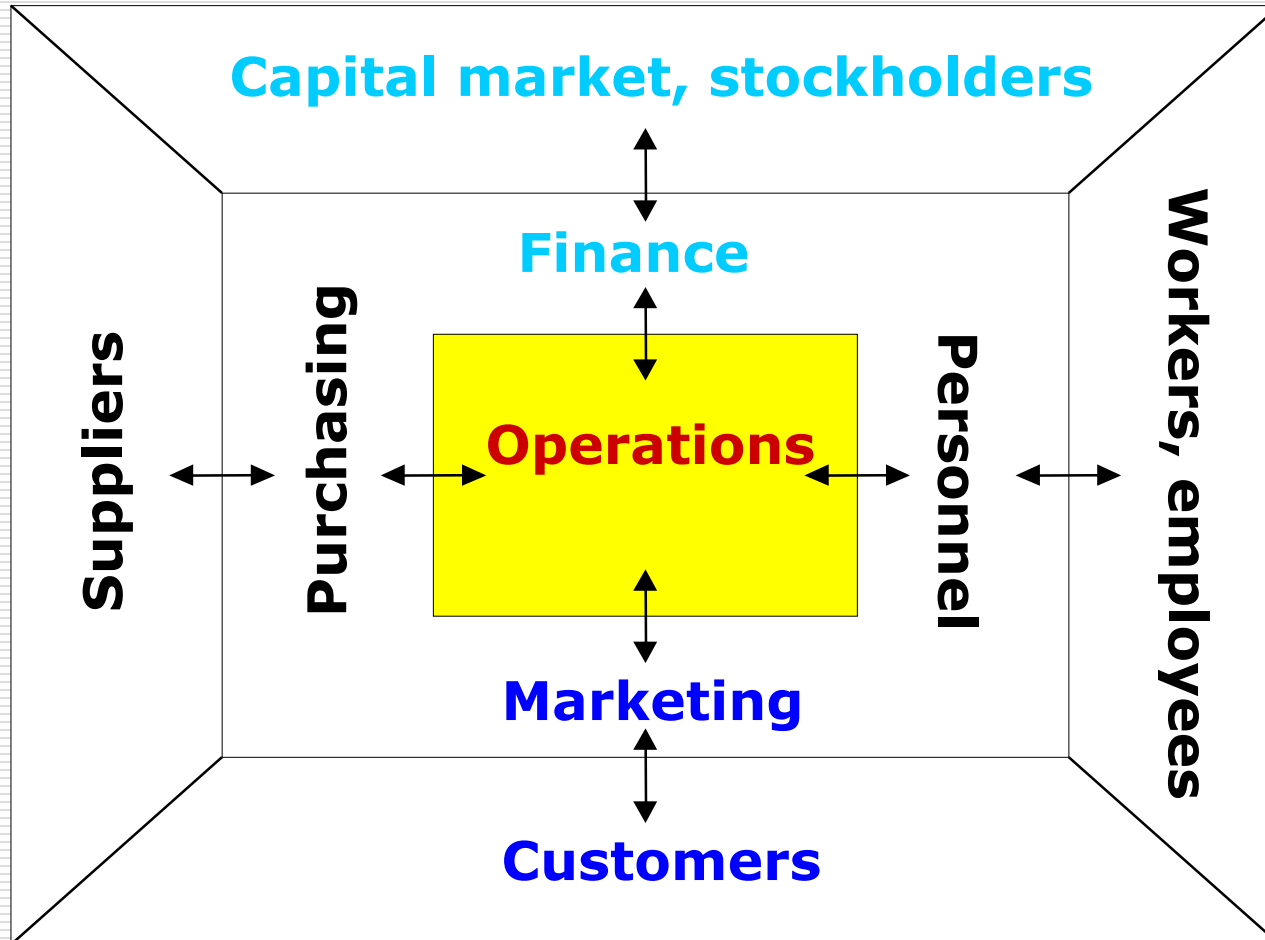 Capital market, stockholders
Finance
Suppliers
Purchasing
Operations
Personnel
Workers, employees
Marketing
Customers